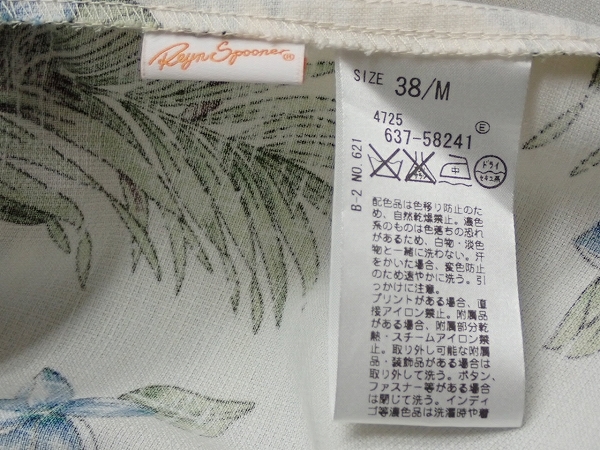 Reyn Spooner®
SIZE 38/M
4725
637-58241
E
B-2 NO.621
中
ドライ
セキユ系
配色品は色移り防止のた
め、自然乾燥禁止。濃色
系のものは色落ちの恐れ
があるため、白物・淡色
物と一緒に洗わない。汗
をかいた場合、変色防止
のため速やかに洗う。引
っかけに注意。
プリントがある場合、直
接アイロン禁止。附属品
がある場合、附属部分乾
熱・スチームアイロン禁
止。取り外し可能な附属
品・装飾品がある場合は
取り外して洗う。ボタン、
ファスナー等がある場合
は閉じて洗う。インディ
ゴ等濃色品は洗濯時や着